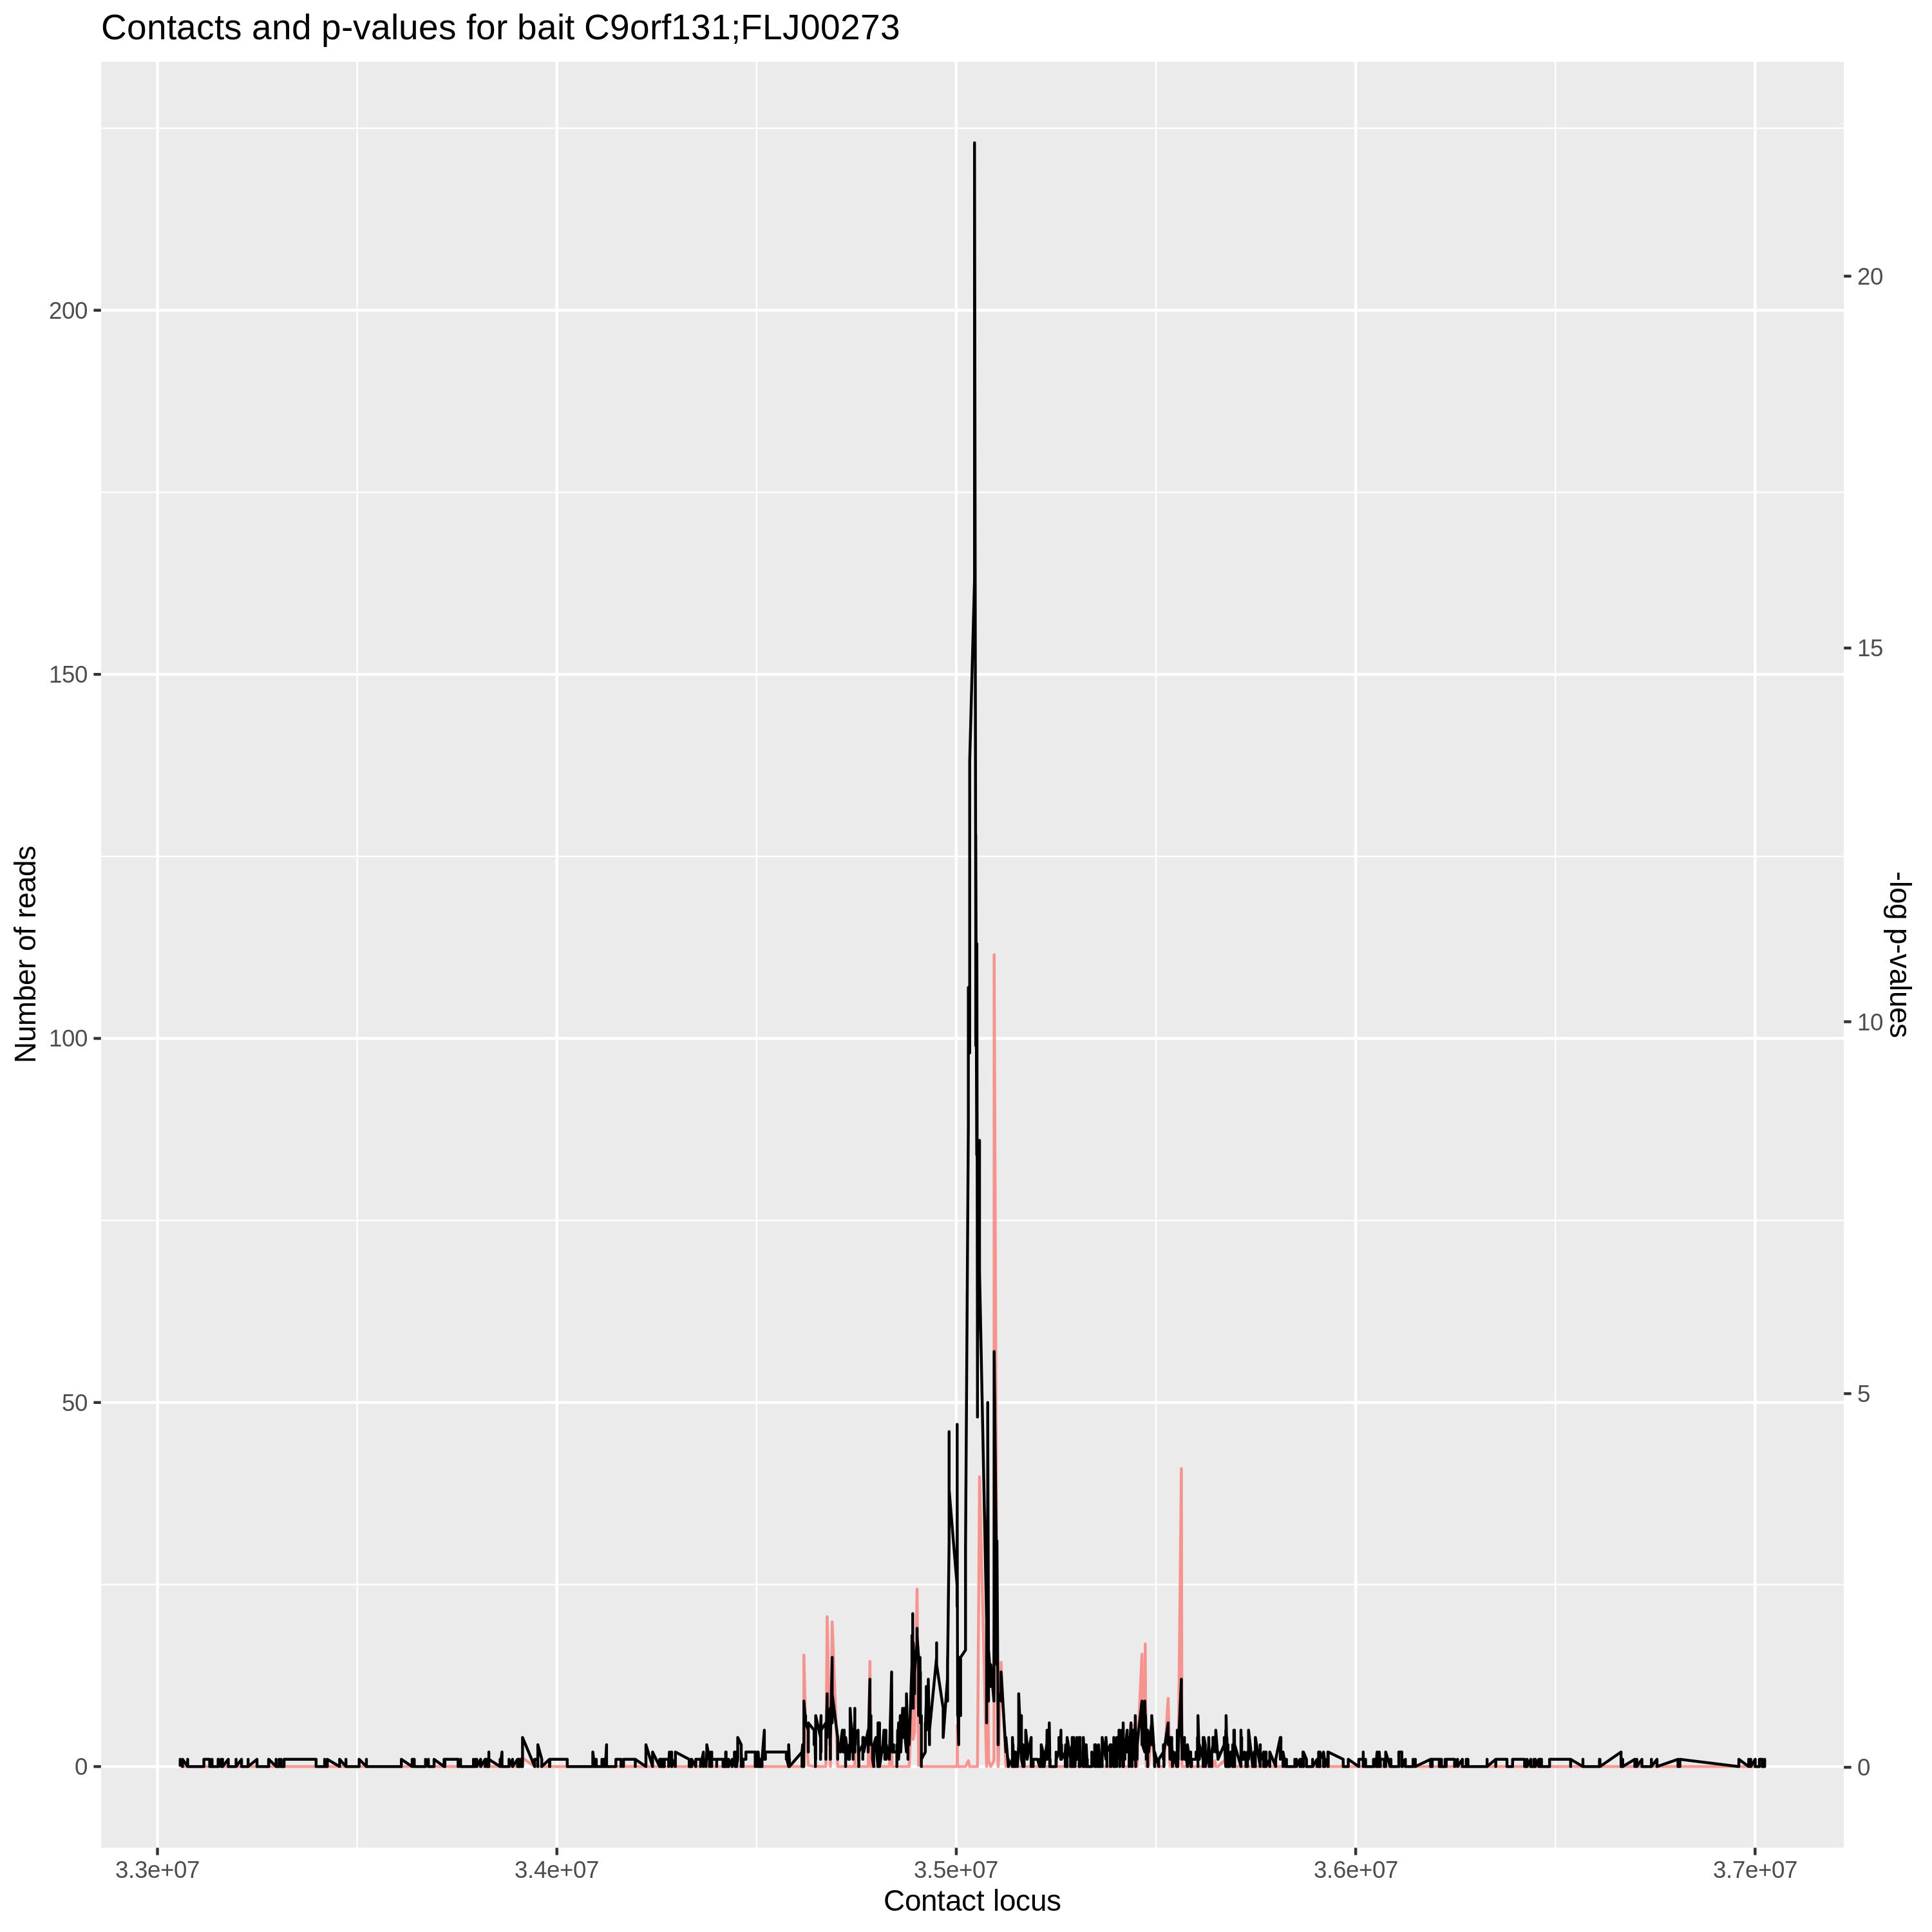 Contacts and p-values for bait C9orf131;FLJ00273
200
150
100
50
0
Number of reads
20
15
10
5
0
-log p-values
3.3e+07 3.4e+07 3.5e+07 3.6e+07 3.7e+07
Contact locus